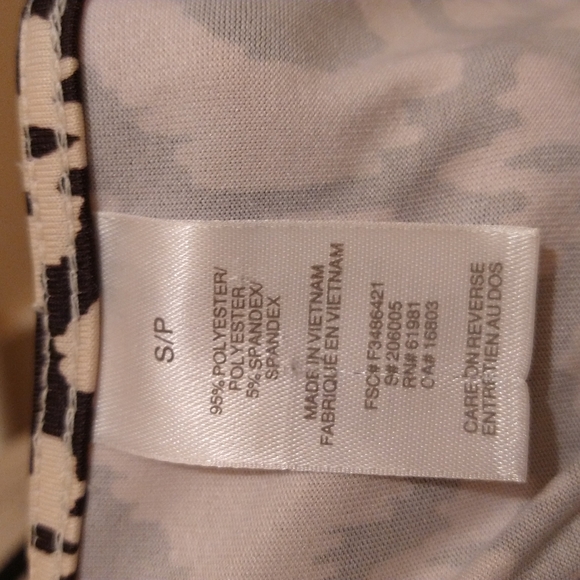 S/P
95% POLYESTER/
POLYESTER
5% SPANDEX/
SPANDEX
MADE IN VIETNAM
FABRIQUÉ EN VIETNAM
FSC# F3486421
S# 206005
RN# 61981
CA# 16803
CARE ON REVERSE
ENTRETIEN AU DOS